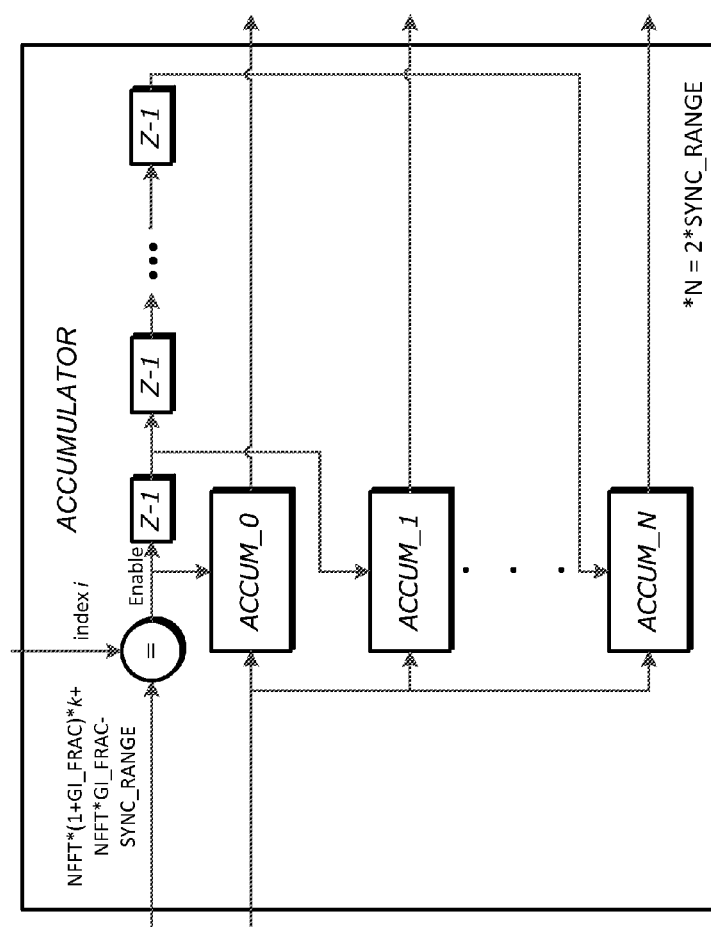 ACCUMULATOR
index i
NFFT*(1+GI_FRAC)*k+
NFFT*GI_FRAC-
SYNC_RANGE
=
Enable
Z-1
Z-1
...
Z-1
ACCUM_0
ACCUM_1
. . .
ACCUM_N
*N = 2*SYNC_RANGE